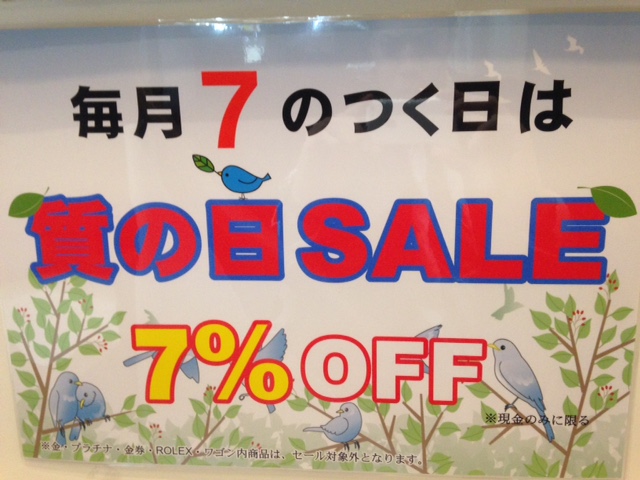 毎月7のつく日は
質の日SALE
7%OFF
※現金のみに限る
※金・プラチナ・金券・ROLEX・ワゴン内商品は、セール対象外となります。